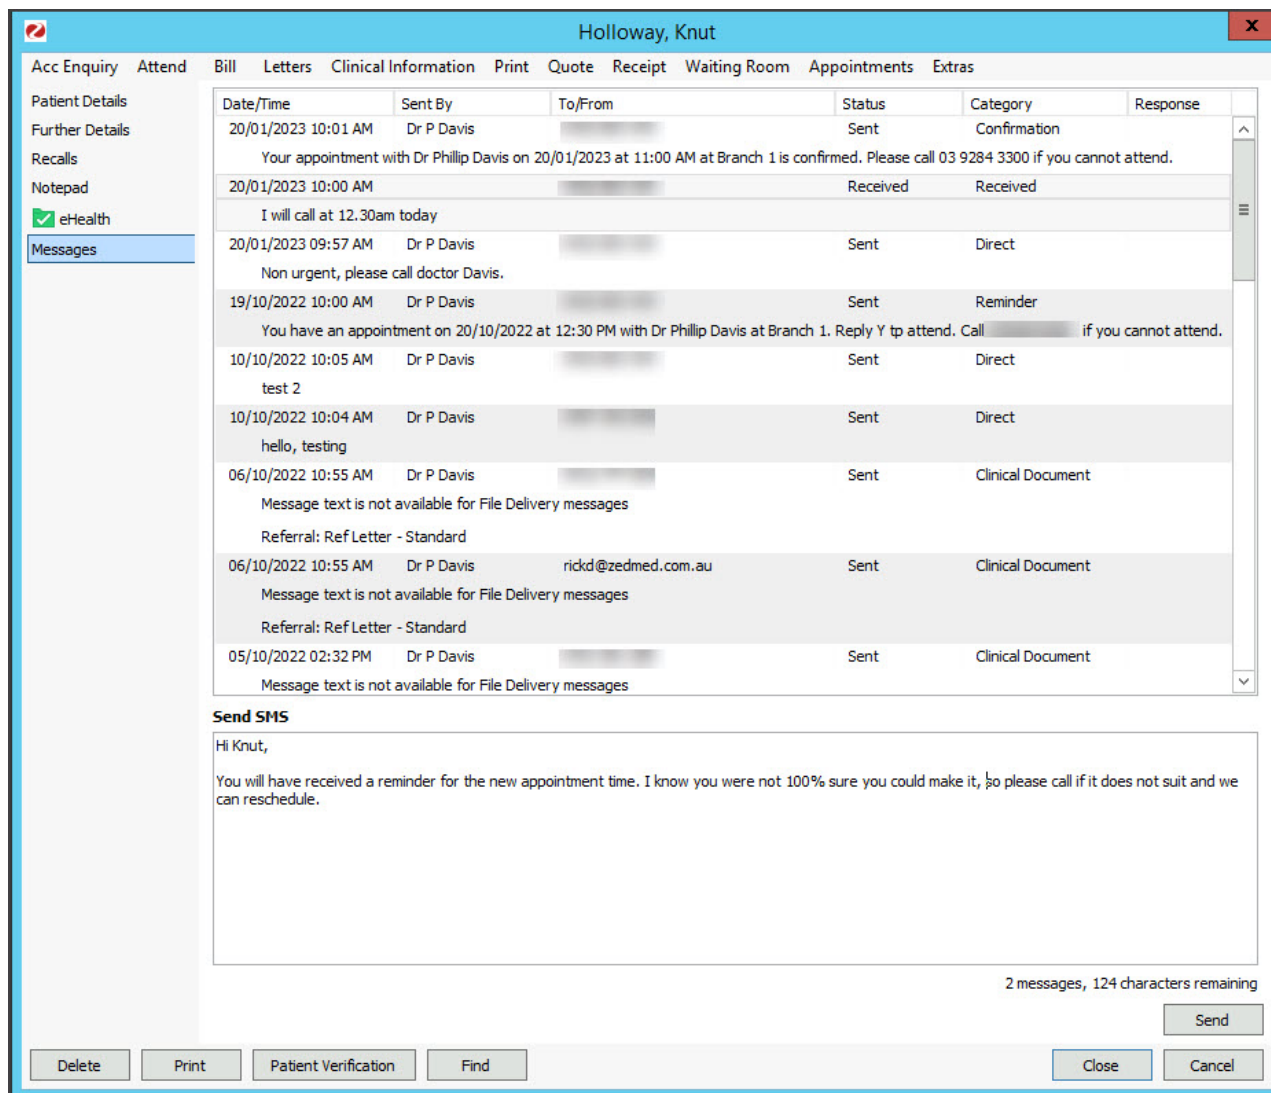 Holloway, Knut
x
Acc Enquiry Attend Bill Letters Clinical Information Print Quote Receipt Waiting Room Appointments Extras
Patient Details
Further Details
Recalls
Notepad
eHealth
Messages
Date/Time Sent By To/From Status Category Response
20/01/2023 10:01 AM Dr P Davis Sent Confirmation
Your appointment with Dr Phillip Davis on 20/01/2023 at 11:00 AM at Branch 1 is confirmed. Please call 03 9284 3300 if you cannot attend.
20/01/2023 10:00 AM Received Received
I will call at 12.30am today
20/01/2023 09:57 AM Dr P Davis Sent Direct
Non urgent, please call doctor Davis.
19/10/2022 10:00 AM Dr P Davis Sent Reminder
You have an appointment on 20/10/2022 at 12:30 PM with Dr Phillip Davis at Branch 1. Reply Y tp attend. Call if you cannot attend.
10/10/2022 10:05 AM Dr P Davis Sent Direct
test 2
10/10/2022 10:04 AM Dr P Davis Sent Direct
hello, testing
06/10/2022 10:55 AM Dr P Davis Sent Clinical Document
Message text is not available for File Delivery messages
Referral: Ref Letter - Standard
06/10/2022 10:55 AM Dr P Davis rickd@zedmed.com.au Sent Clinical Document
Message text is not available for File Delivery messages
Referral: Ref Letter - Standard
05/10/2022 02:32 PM Dr P Davis Sent Clinical Document
Message text is not available for File Delivery messages
Send SMS
Hi Knut,
You will have received a reminder for the new appointment time. I know you were not 100% sure you could make it, so please call if it does not suit and we
can reschedule.
2 messages, 124 characters remaining
Send
Delete Print Patient Verification Find Close Cancel